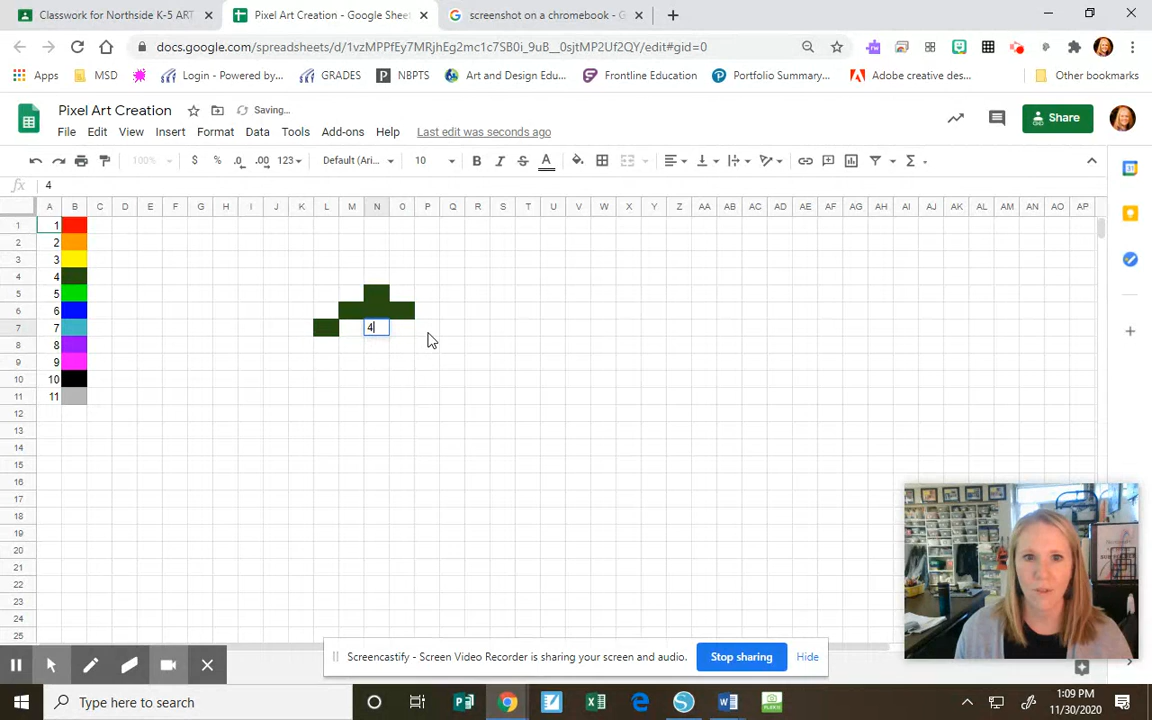 Classwork for Northside K-5 ART
Pixel Art Creation - Google Sheet
screenshot on a chromebook - G
docs.google.com/spreadsheets/d/1vzMPPfEy7MRjhEg2mc1c7SB0i_9uB__0sjtMP2Uf2QY/edit#gid=0
Apps MSD Login - Powered by... GRADES NBPTS Art and Design Edu... Frontline Education Portfolio Summary... Adobe creative des... Other bookmarks
Pixel Art Creation Saving...
File Edit View Insert Format Data Tools Add-ons Help Last edit was seconds ago
Share
100% $ % .0 .00 123 Default (Ari... 10 B I S A
fx 4
A B C D E F G H I J K L M N O P Q R S T U V W X Y Z AA AB AC AD AE AF AG AH AI AJ AK AL AM AN AO AP
1 1
2 2
3 3
4 4
5 5
6 6
7 7 4
8 8
9 9
10 10
11 11
12
13
14
15
16
17
18
19
20
21
22
23
24
25
Screencastify - Screen Video Recorder is sharing your screen and audio. Stop sharing Hide
Type here to search
1:09 PM
11/30/2020